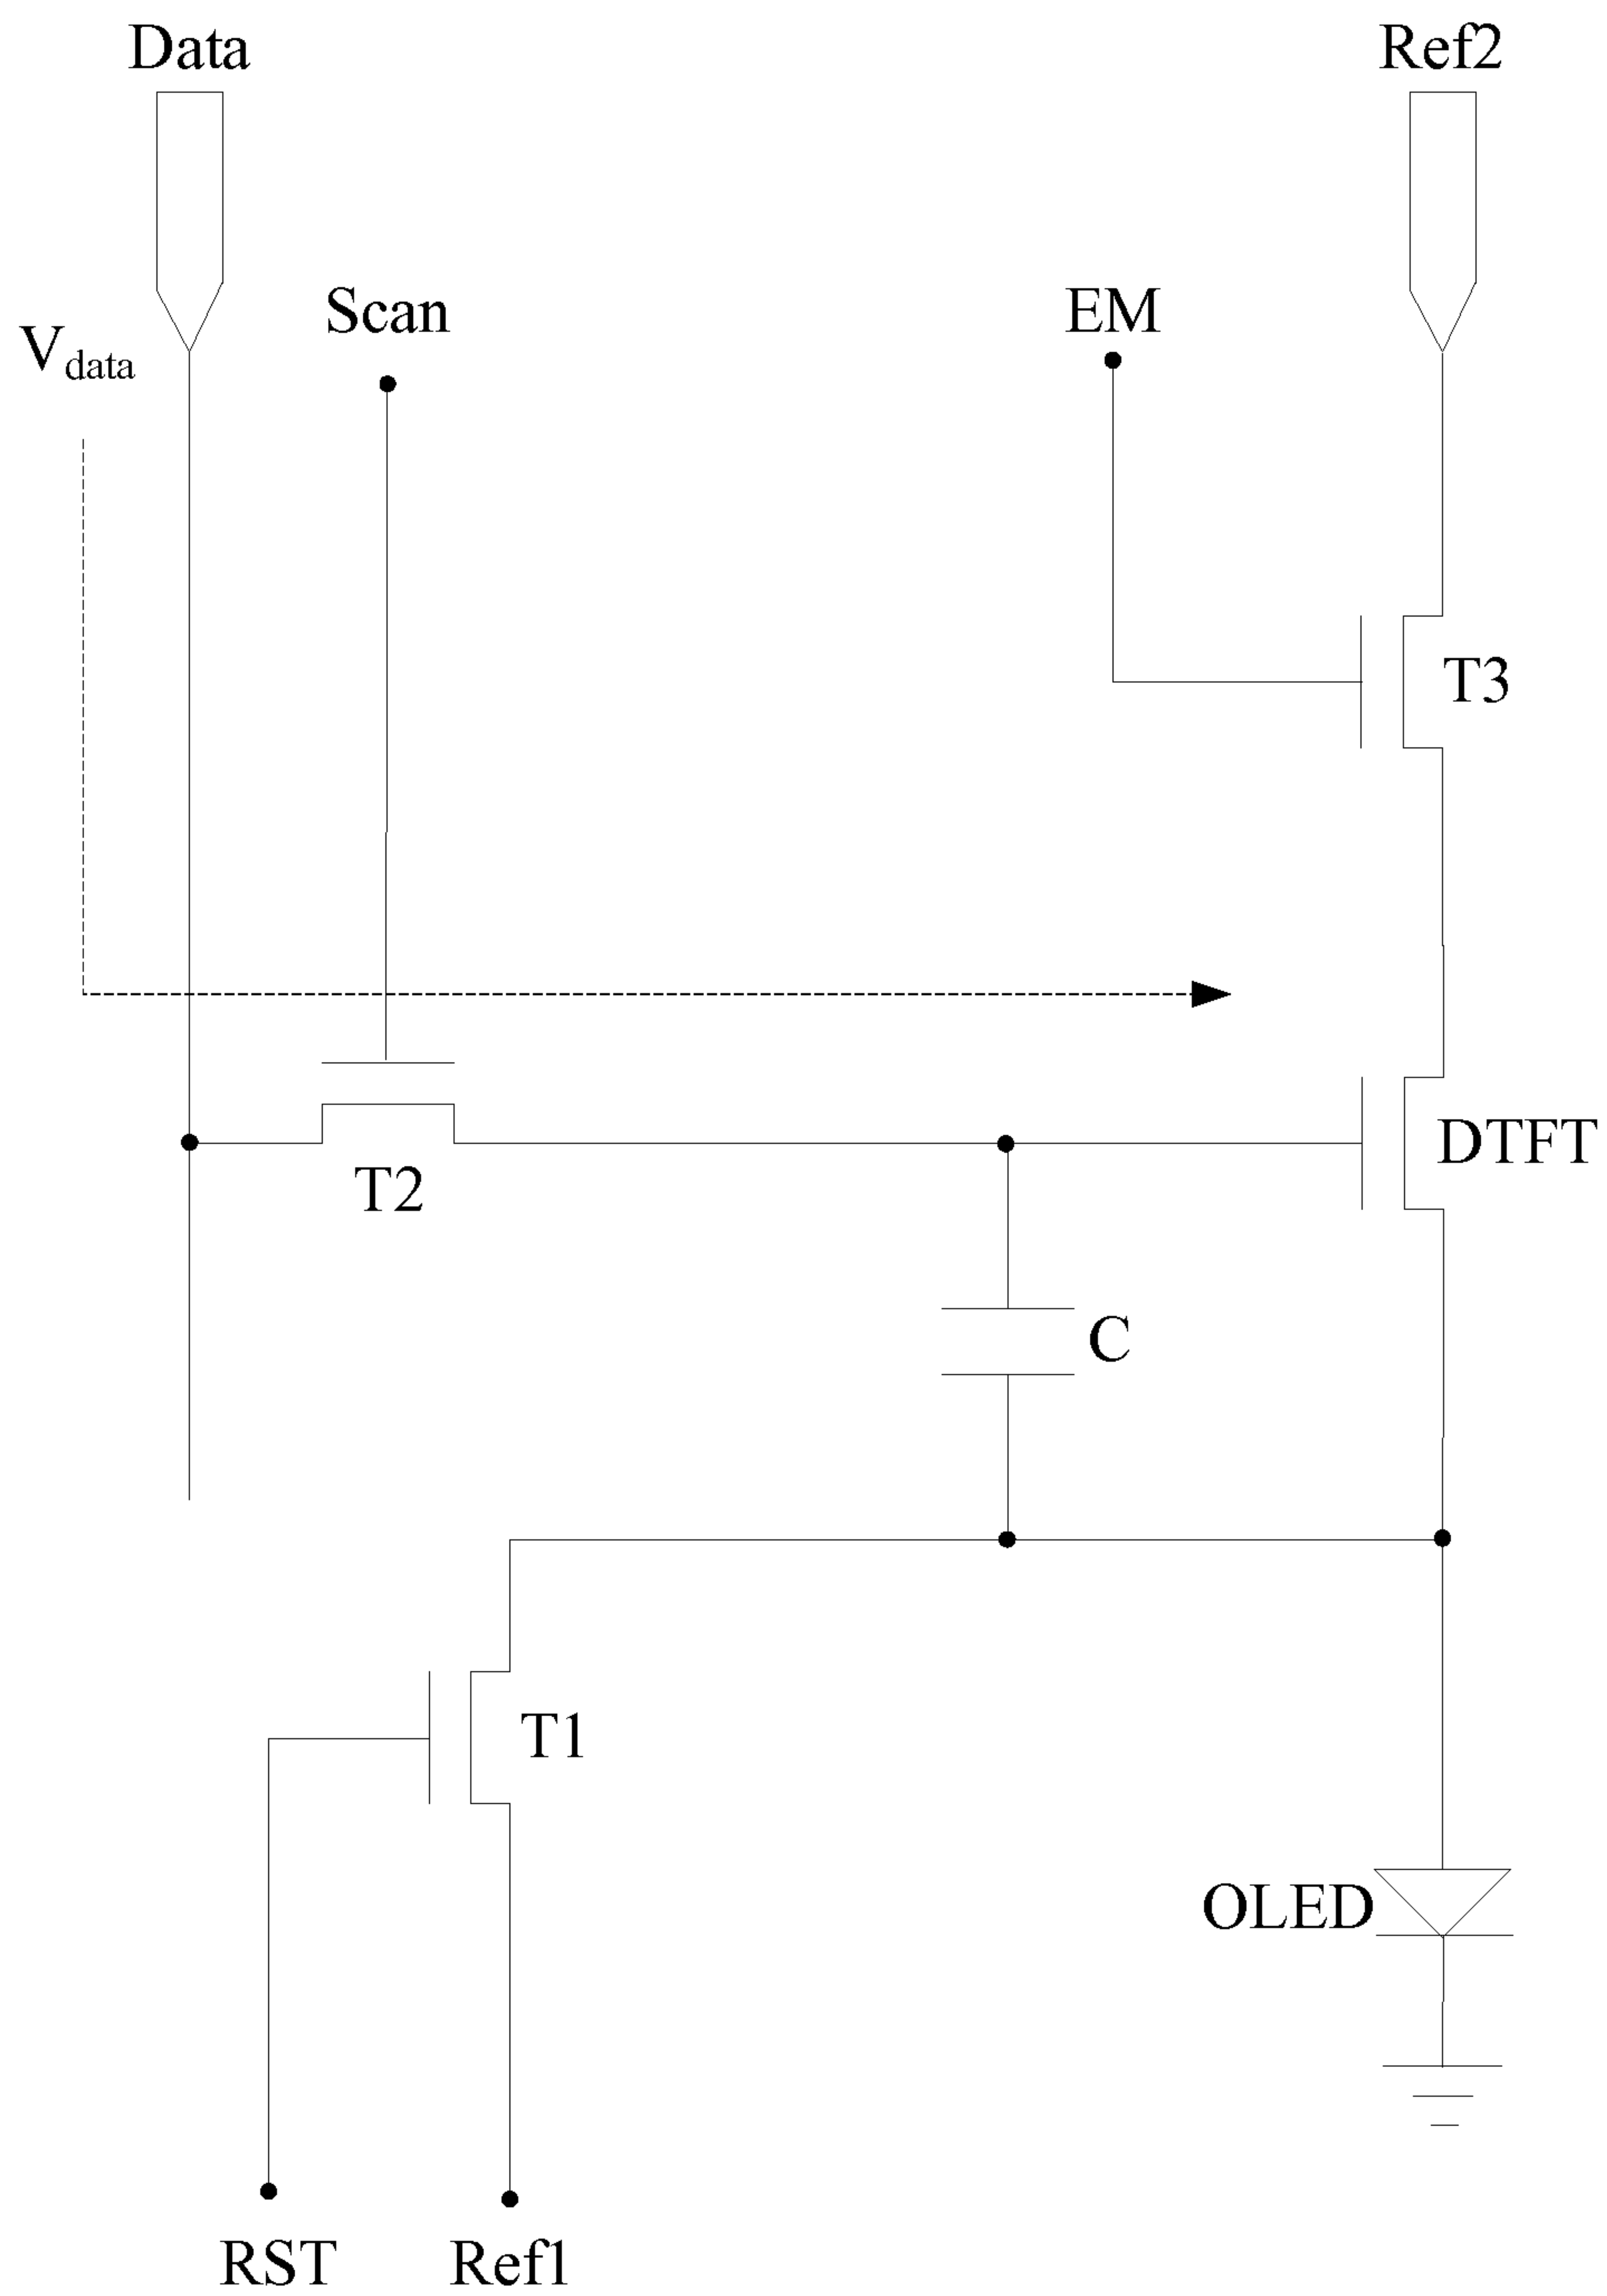 Data
Ref2
Scan
EM
Vdata
T3
DTFT
T2
C
T1
OLED
RST
Ref1